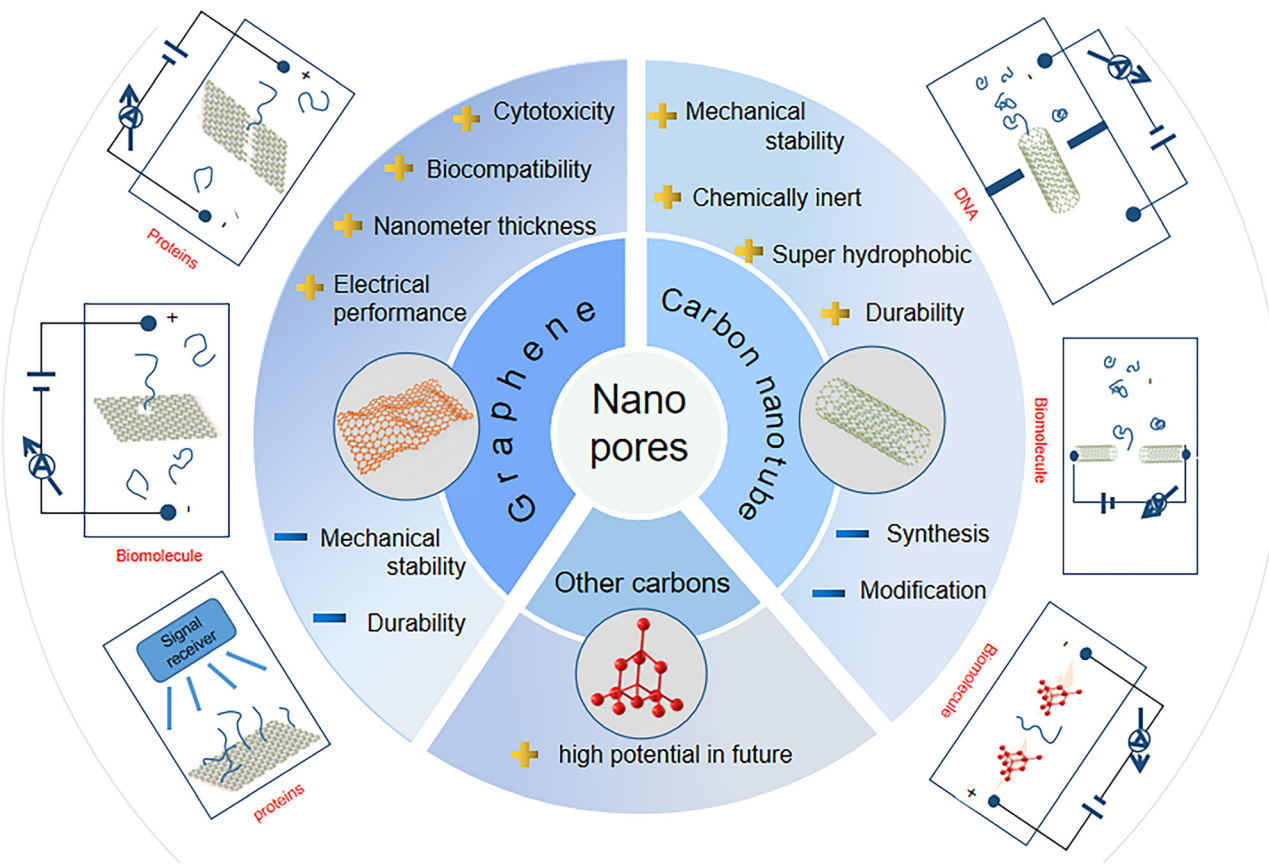 Nano
pores
Graphene
Cytotoxicity
Biocompatibility
Nanometer thickness
Electrical
performance
Mechanical
stability
Durability
Carbon nanotube
Mechanical
stability
Chemically inert
Super hydrophobic
Durability
Synthesis
Modification
Other carbons
high potential in future
A
+
-
Proteins
+
A
-
Biomolecule
Signal
receiver
proteins
A
-
DNA
-
Biomolecule
A
Biomolecule
-
A
+